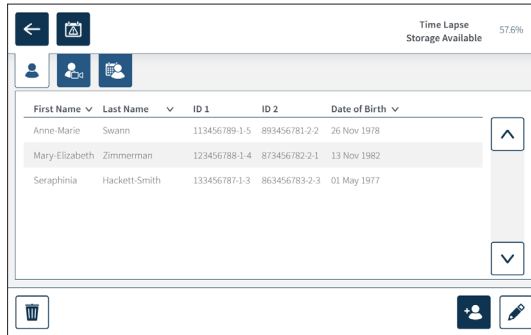 Time Lapse
Storage Available
57.6%
First Name Last Name ID 1 ID 2 Date of Birth
Anne-Marie Swann 113456789-1-5 893456781-2-2 26 Nov 1978
Mary-Elizabeth Zimmerman 123456788-1-4 873456782-2-1 13 Nov 1982
Seraphinia Hackett-Smith 133456787-1-3 863456783-2-3 01 May 1977